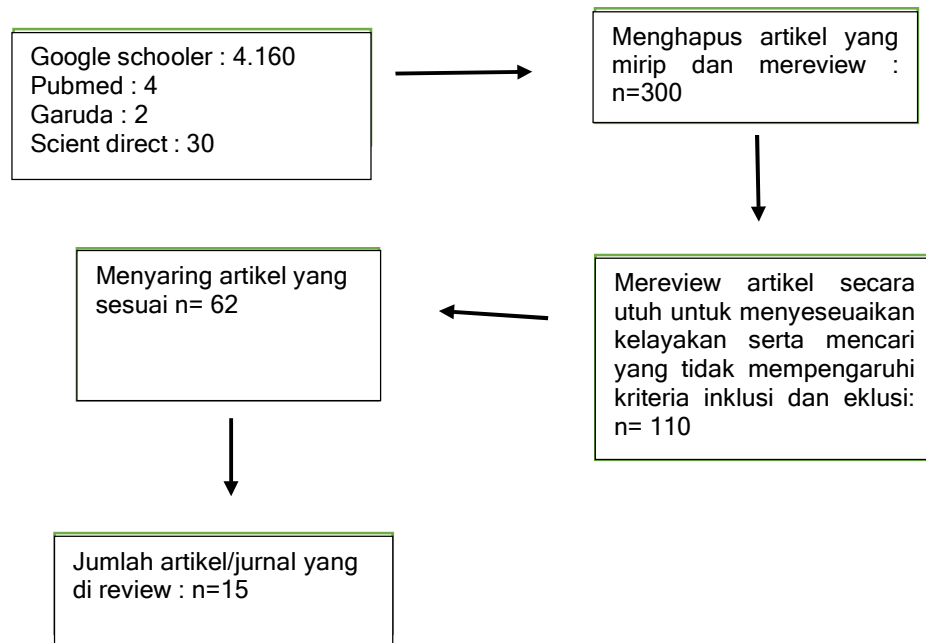 Google schooler : 4.160
Pubmed : 4
Garuda : 2
Scient direct : 30
Menghapus artikel yang
mirip dan mereview :
n=300
Mereview artikel secara
utuh untuk menyeseuaikan
kelayakan serta mencari
yang tidak mempengaruhi
kriteria inklusi dan eklusi:
n= 110
Menyaring artikel yang
sesuai n= 62
Jumlah artikel/jurnal yang
di review : n=15